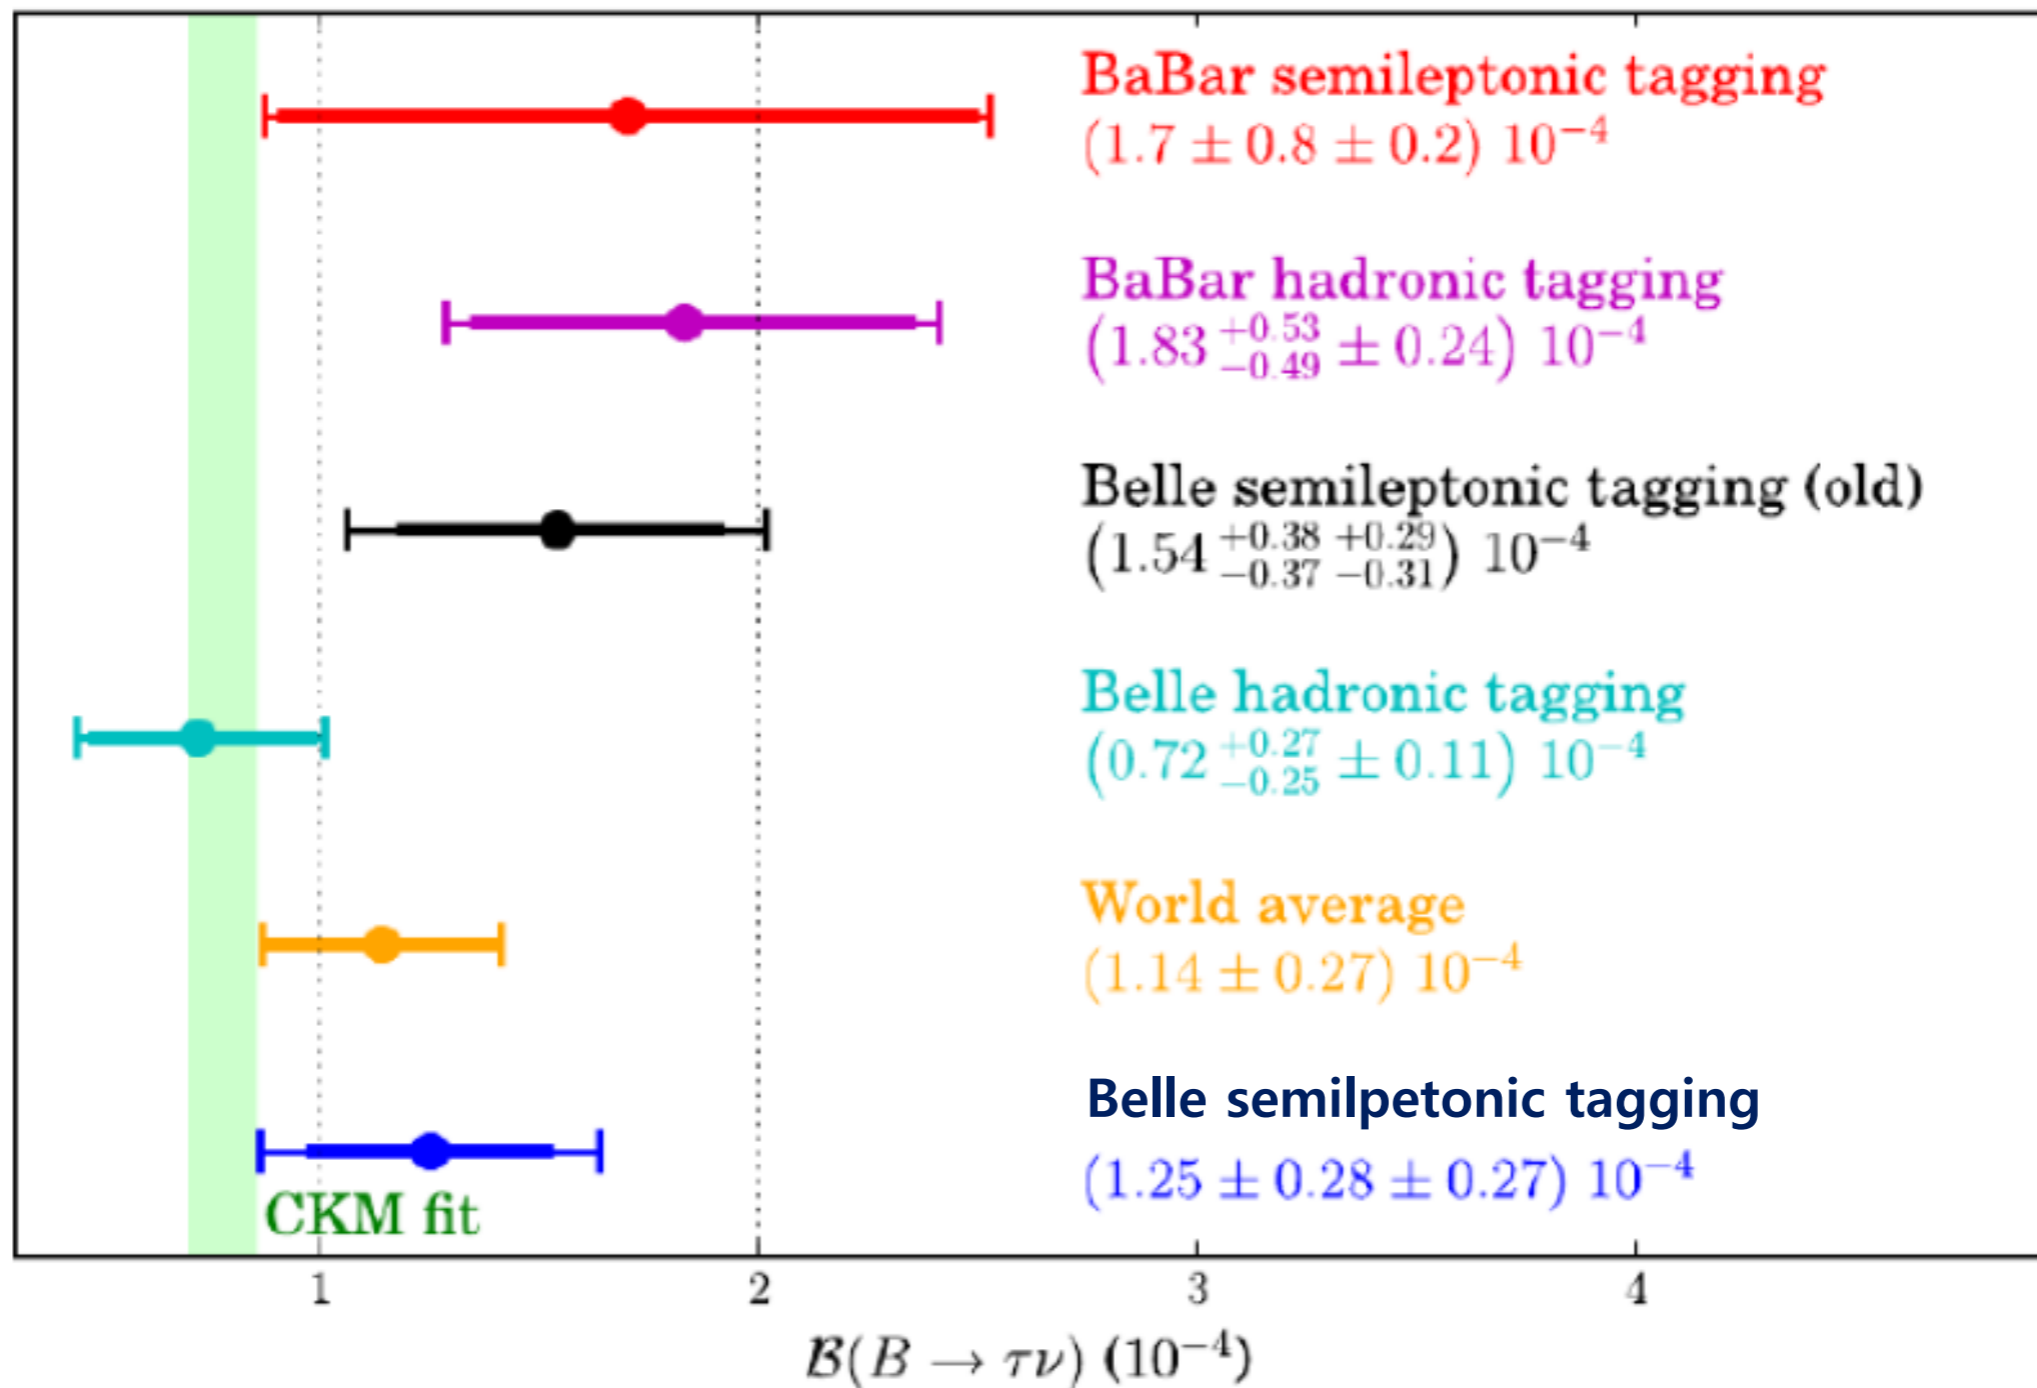 BaBar semileptonic tagging
(1.7 ± 0.8 ± 0.2) 10⁻⁴
BaBar hadronic tagging
(1.83 +0.53 −0.49 ± 0.24) 10⁻⁴
Belle semileptonic tagging (old)
(1.54 +0.38 −0.37 +0.29 −0.31) 10⁻⁴
Belle hadronic tagging
(0.72 +0.27 −0.25 ± 0.11) 10⁻⁴
World average
(1.14 ± 0.27) 10⁻⁴
Belle semilpetonic tagging
(1.25 ± 0.28 ± 0.27) 10⁻⁴
CKM fit
1 2 3 4
ℬ(B → τν) (10⁻⁴)